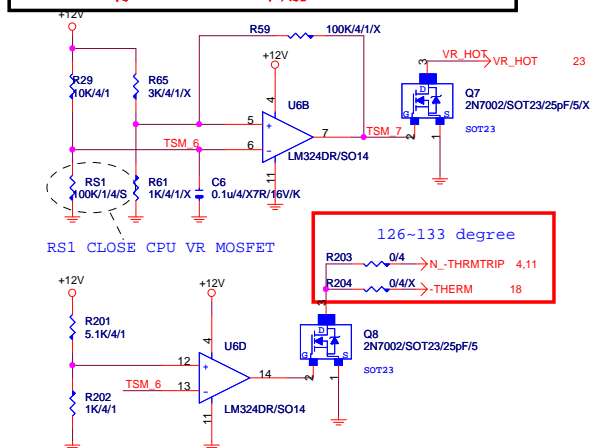 +12V
R59
100K/4/1/X
+12V
VR_HOT
VR_HOT
23
R29
10K/4/1
R65
3K/4/1/X
U6B
3
D
G
S
Q7
2N7002/SOT23/25pF/5/X
SOT23
4
5
+
TSM_6
6
-
7
TSM_7
2
1
LM324DR/SO14
11
RS1
100K/1/4/S
R61
1K/4/1/X
C6
0.1u/4/X7R/16V/K
RS1 CLOSE CPU VR MOSFET
126~133 degree
R203
0/4
N_-THRMTRIP
4,11
R204
0/4/X
-THERM
18
+12V
+12V
R201
5.1K/4/1
U6D
3
D
G
S
Q8
2N7002/SOT23/25pF/5
SOT23
4
12
+
TSM_6
13
-
14
2
1
LM324DR/SO14
11
R202
1K/4/1